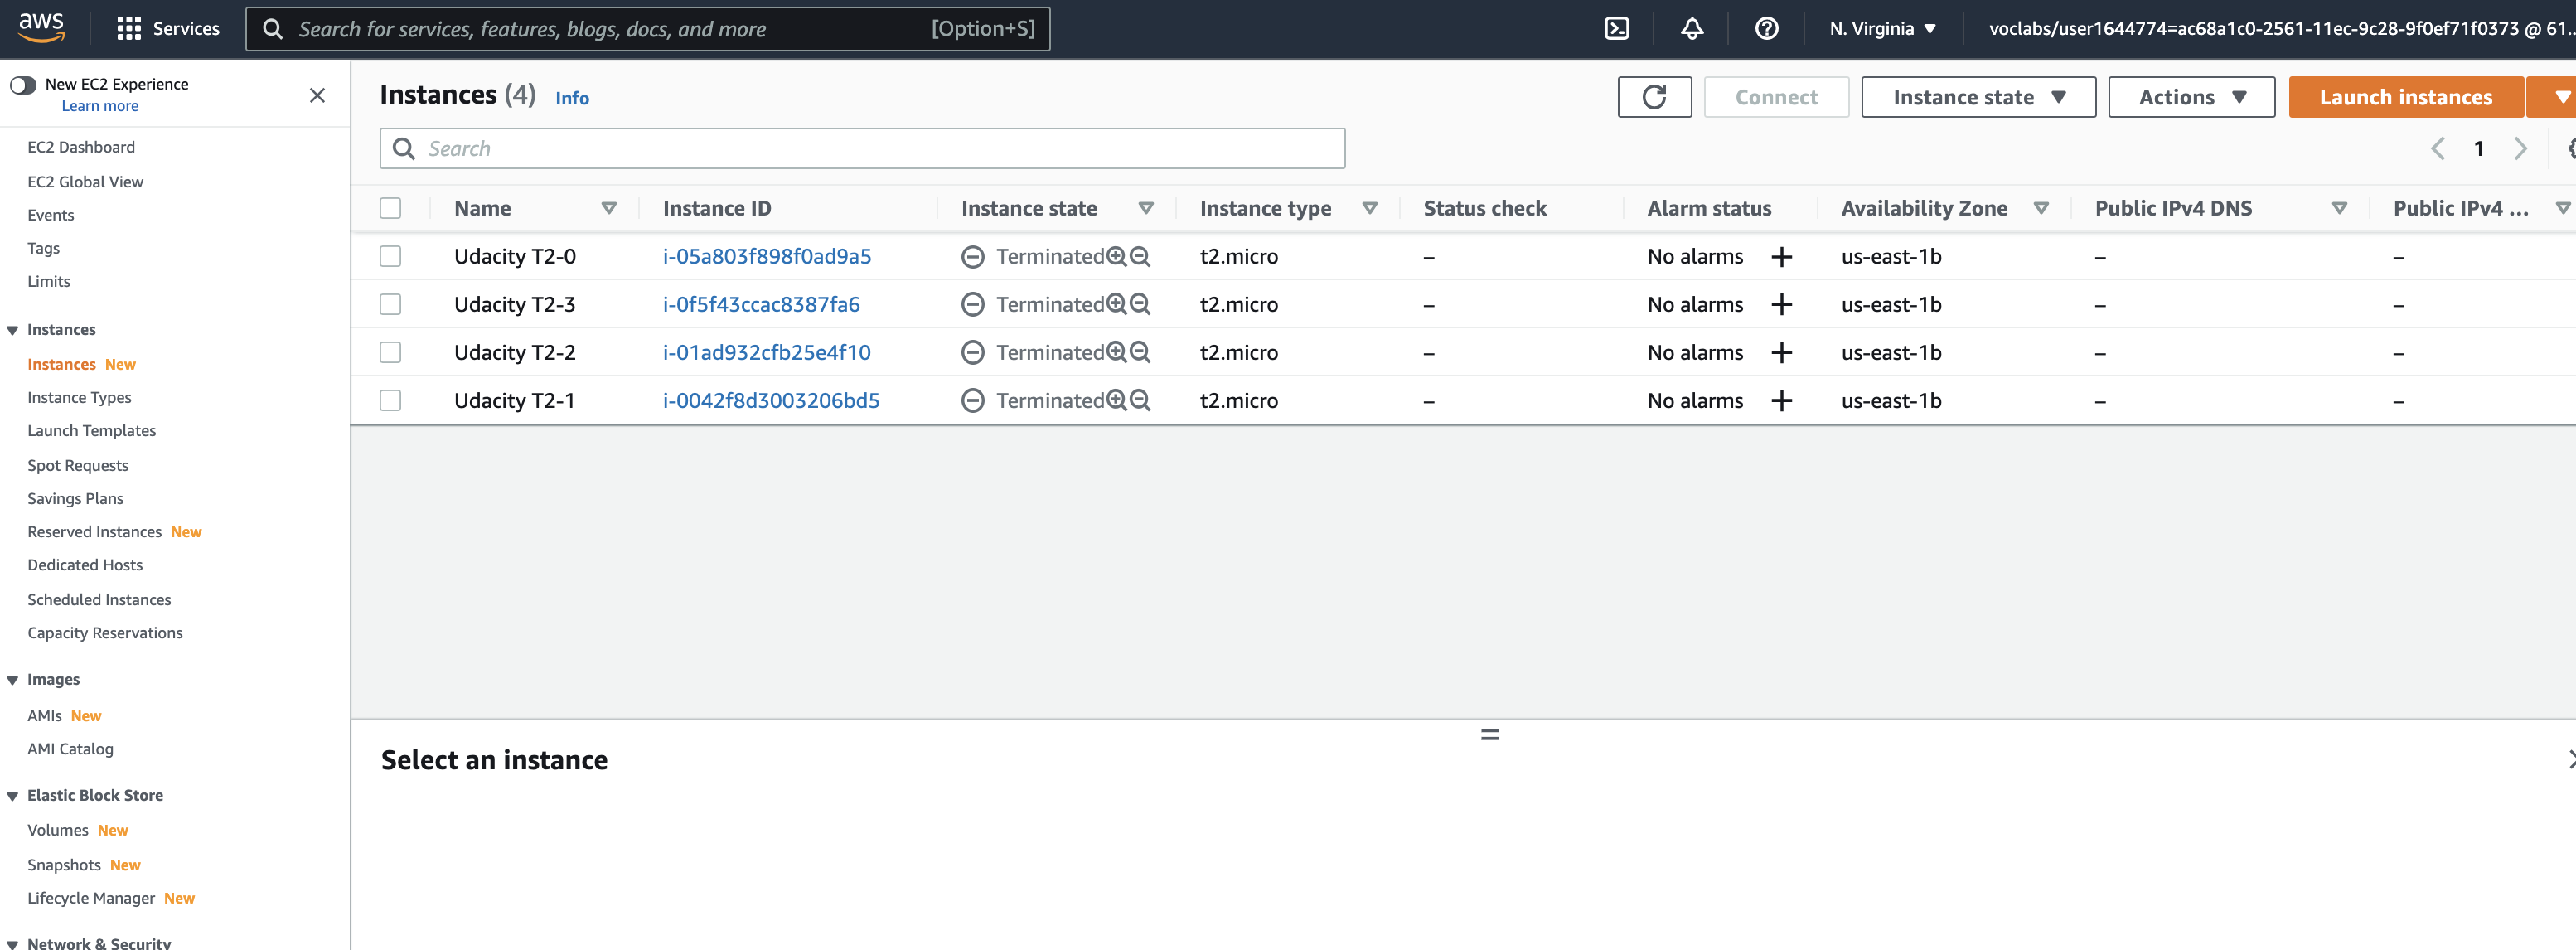 aws Services Search for services, features, blogs, docs, and more [Option+S] N. Virginia voclabs/user1644774=ac68a1c0-2561-11ec-9c28-9f0ef71f0373 @ 61...
New EC2 Experience
Learn more
EC2 Dashboard
EC2 Global View
Events
Tags
Limits
Instances
Instances New
Instance Types
Launch Templates
Spot Requests
Savings Plans
Reserved Instances New
Dedicated Hosts
Scheduled Instances
Capacity Reservations
Images
AMIs New
AMI Catalog
Elastic Block Store
Volumes New
Snapshots New
Lifecycle Manager New
Network & Security
Instances (4) Info Connect Instance state Actions Launch instances
Search 1
Name Instance ID Instance state Instance type Status check Alarm status Availability Zone Public IPv4 DNS Public IPv4 ...
Udacity T2-0 i-05a803f898f0ad9a5 Terminated t2.micro – No alarms + us-east-1b – –
Udacity T2-3 i-0f5f43ccac8387fa6 Terminated t2.micro – No alarms + us-east-1b – –
Udacity T2-2 i-01ad932cfb25e4f10 Terminated t2.micro – No alarms + us-east-1b – –
Udacity T2-1 i-0042f8d3003206bd5 Terminated t2.micro – No alarms + us-east-1b – –
Select an instance